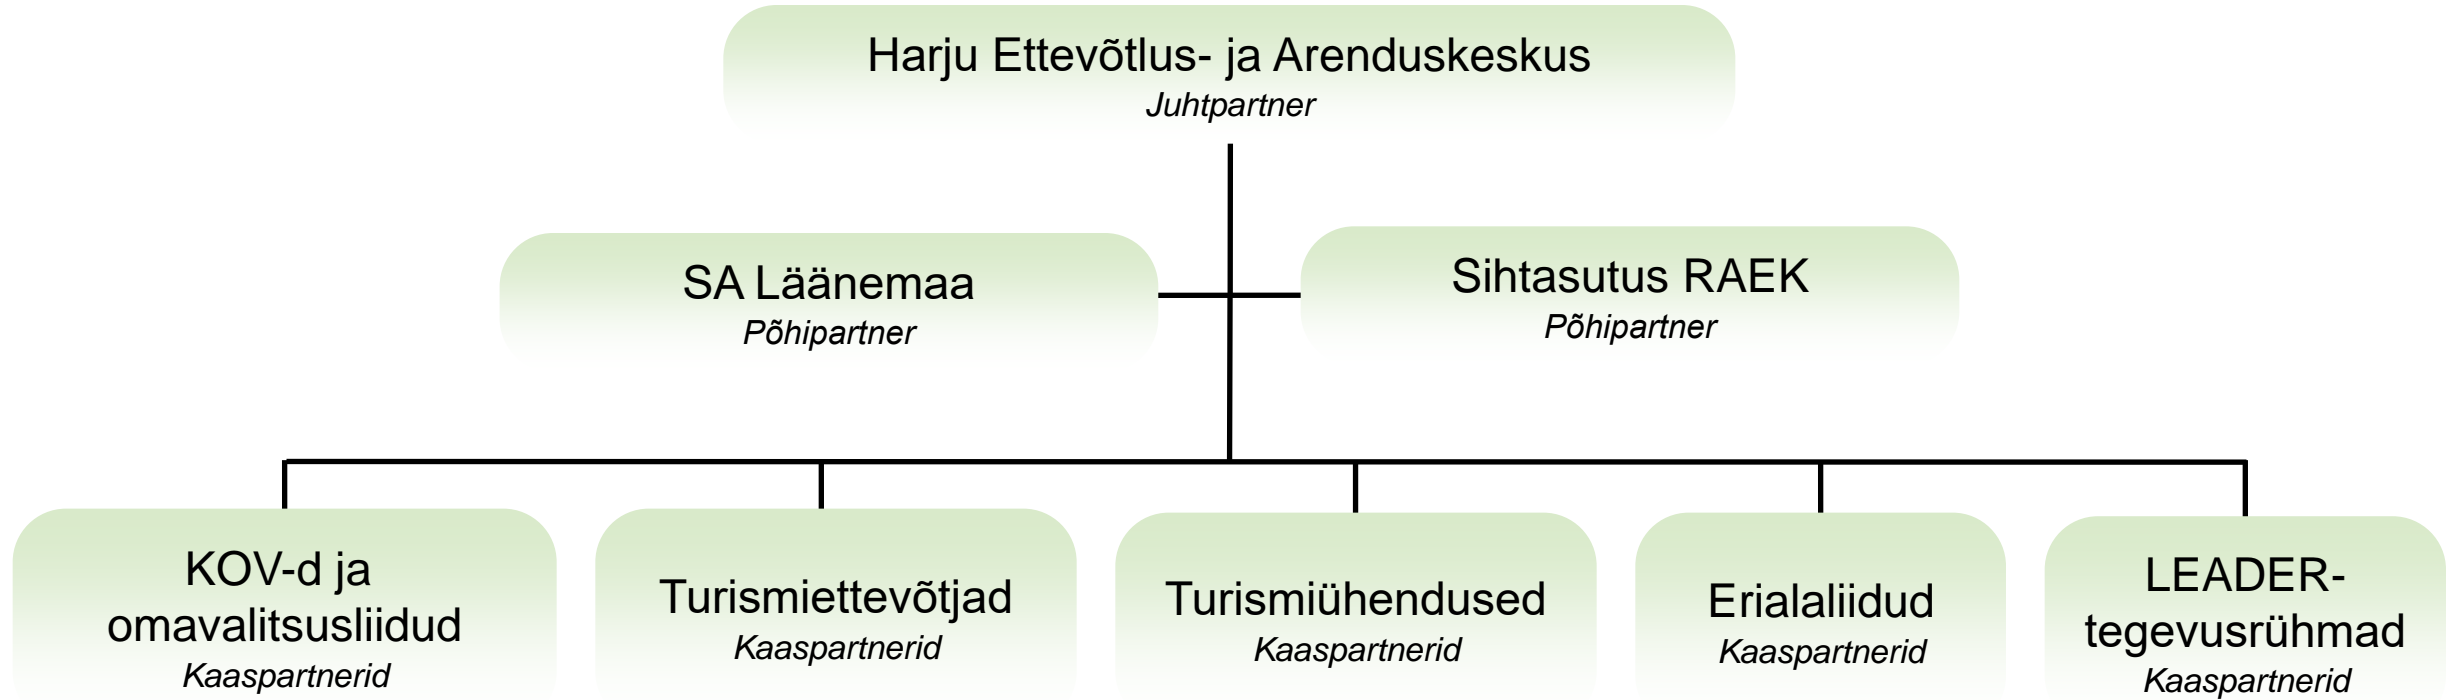 Harju Ettevõtlus- ja Arenduskeskus
Juhtpartner
SA Läänemaa
Põhipartner
Sihtasutus RAEK
Põhipartner
KOV-d ja
omavalitsusliidud
Kaaspartnerid
Turismiettevõtjad
Kaaspartnerid
Turismiühendused
Kaaspartnerid
Erialaliidud
Kaaspartnerid
LEADER-
tegevusrühmad
Kaaspartnerid